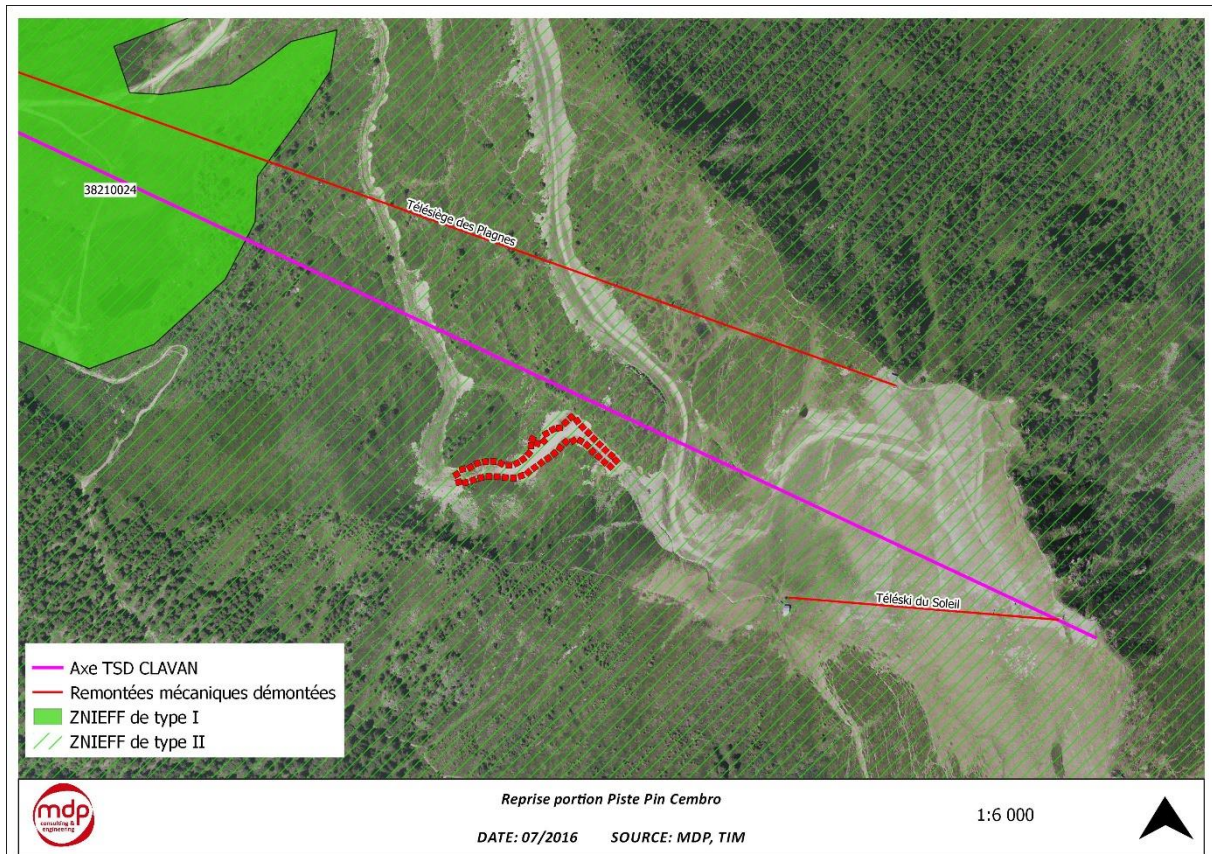 38210024
Télésiège des Plagnes
Téléski du Soleil
Axe TSD CLAVAN
Remontées mécaniques démontées
ZNIEFF de type I
ZNIEFF de type II
mdp
consulting &
engineering
Reprise portion Piste Pin Cembro
DATE: 07/2016 SOURCE: MDP, TIM
1:6 000